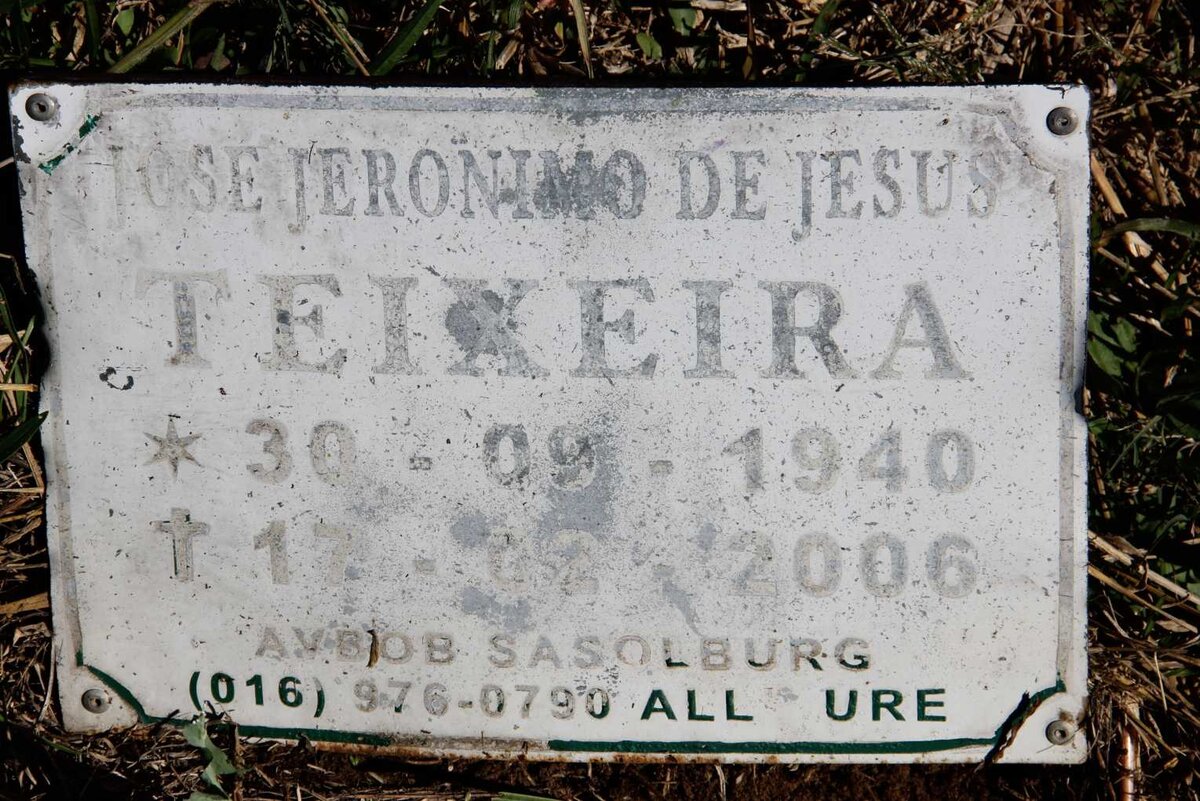 JOSE JERONIMO DE JESUS
TEIXEIRA
30 - 09 - 1940
17 - 02 - 2006
AVBOB SASOLBURG
(016) 976-0790 ALL URE